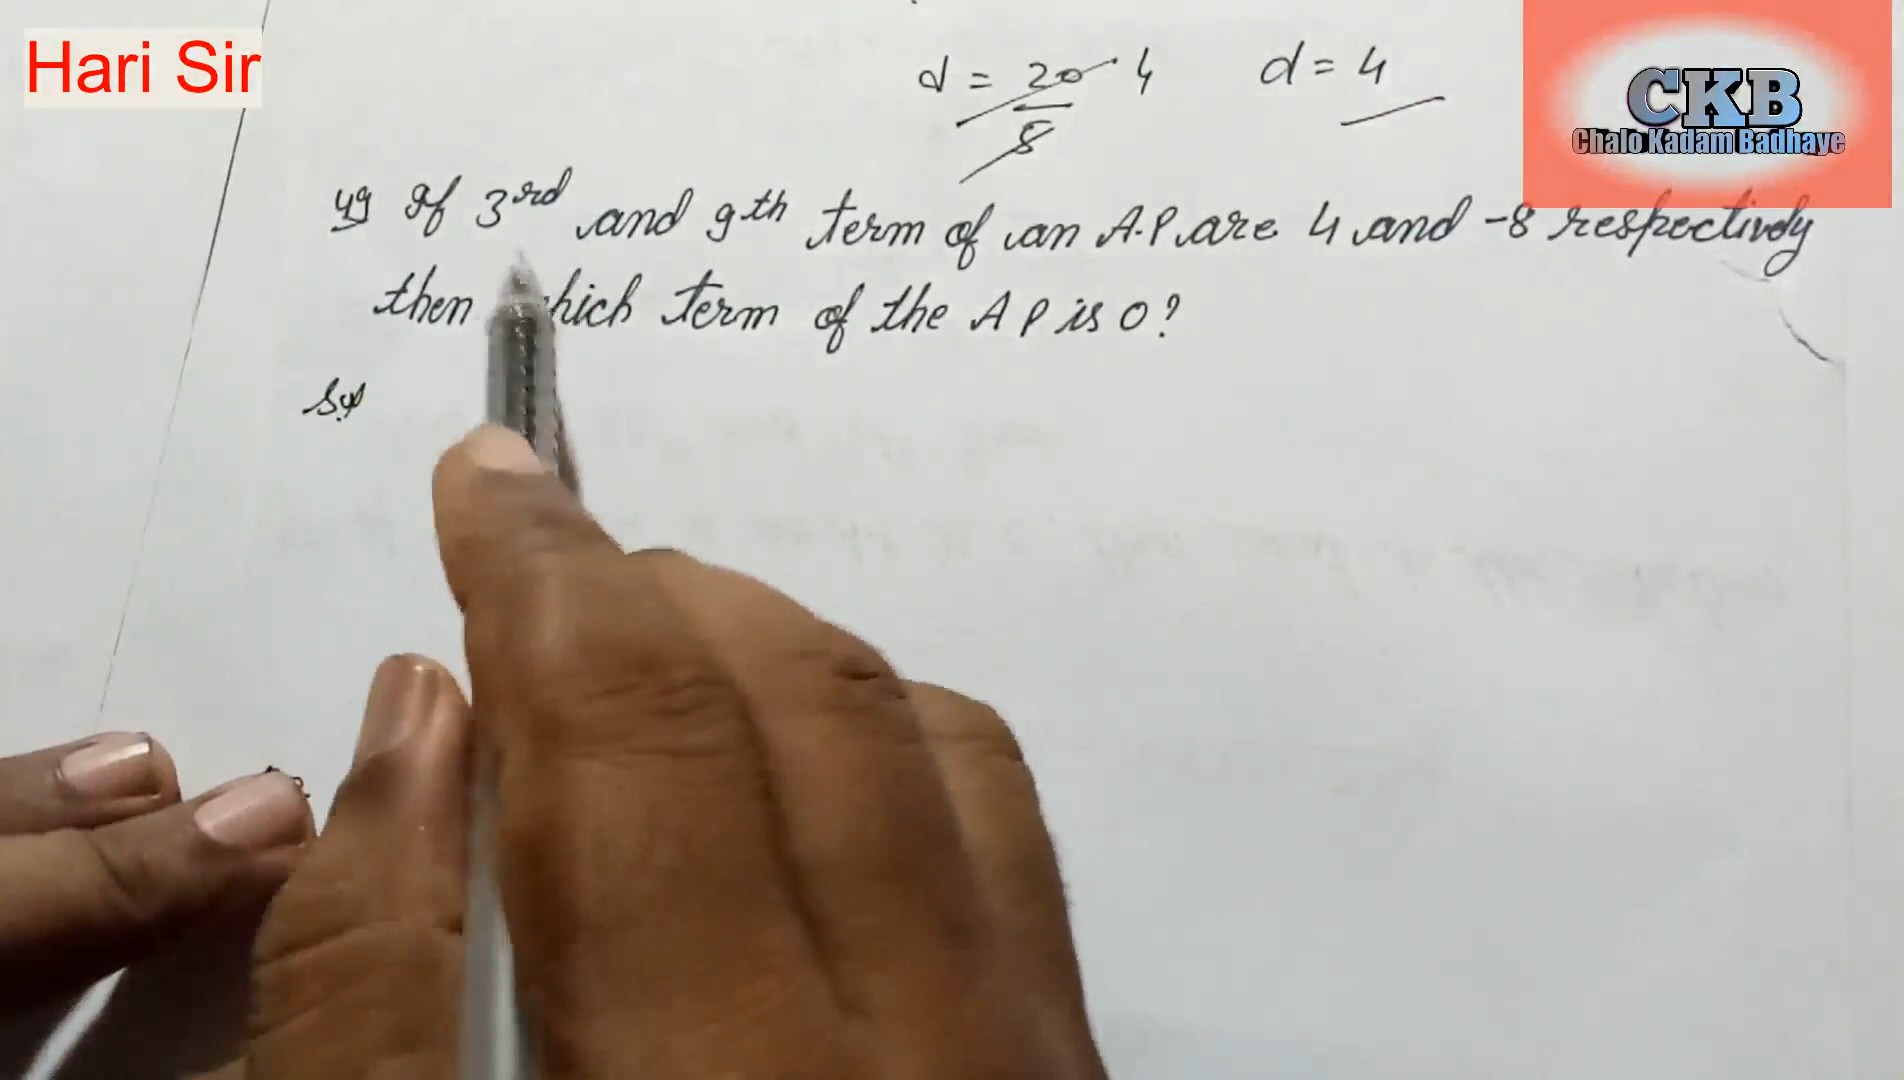 Hari Sir
CKB
Chalo Kadam Badhaye
d = 20 4 d = 4
8
49 If 3rd and 9th term of an A.P. are 4 and -8 respectively
then which term of the A P is 0?